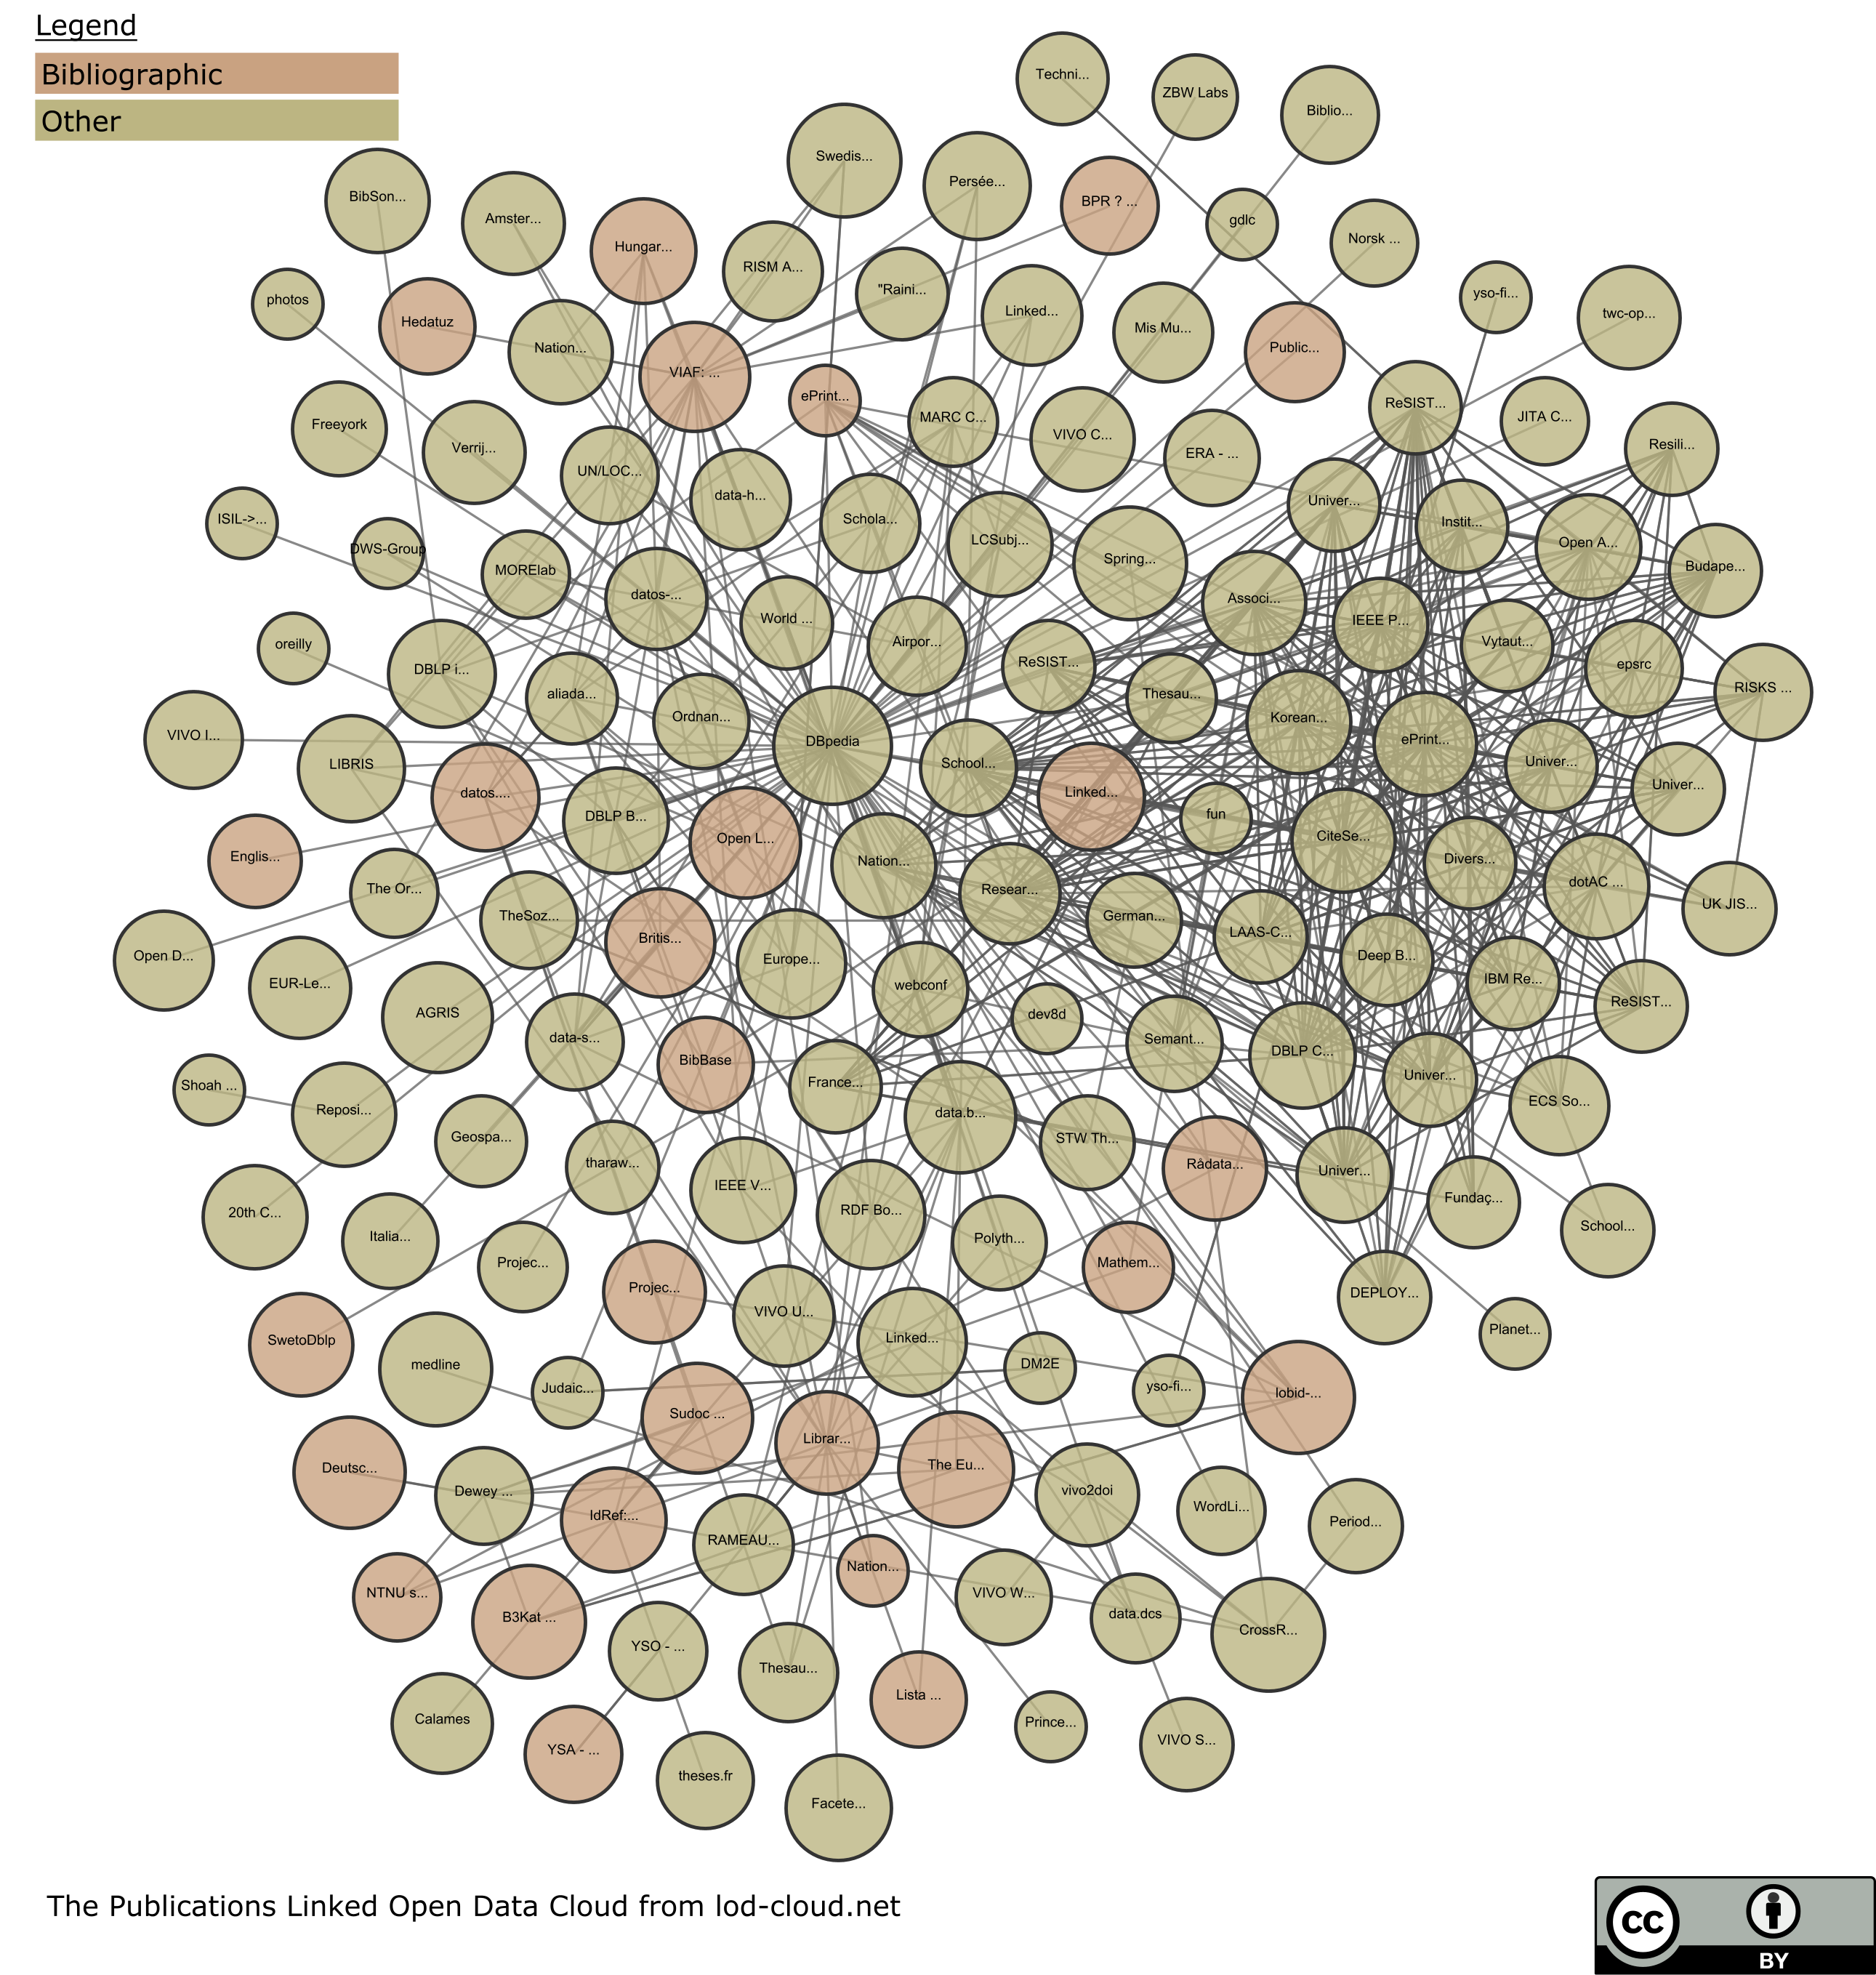 Legend
Bibliographic
Other
Techni...
ZBW Labs
Biblio...
Swedis...
Persée...
BPR ? ...
BibSon...
Amster...
gdlc
Hungar...
Norsk ...
RISM A...
"Raini...
photos
yso-fi...
Linked...
twc-op...
Hedatuz
Mis Mu...
Nation...
Public...
VIAF: ...
ePrint...
ReSIST...
MARC C...
JITA C...
Freeyork
VIVO C...
Verrij...
ERA - ...
Resili...
UN/LOC...
data-h...
Univer...
ISIL->...
Schola...
Instit...
LCSubj...
Open A...
DWS-Group
Spring...
MORElab
Budape...
datos-...
Associ...
World ...
IEEE P...
oreilly
Airpor...
Vytaut...
DBLP i...
ReSIST...
epsrc
aliada...
Thesau...
RISKS ...
Ordnan...
Korean...
VIVO I...
DBpedia
ePrint...
LIBRIS
School...
Univer...
datos....
Linked...
Univer...
DBLP B...
fun
Open L...
CiteSe...
Englis...
Nation...
Divers...
The Or...
Resear...
dotAC ...
TheSoz...
German...
UK JIS...
Britis...
LAAS-C...
Open D...
Europe...
Deep B...
EUR-Le...
webconf
IBM Re...
AGRIS
dev8d
ReSIST...
data-s...
Semant...
DBLP C...
BibBase
Shoah ...
France...
Univer...
Reposi...
data.b...
ECS So...
Geospa...
STW Th...
tharaw...
Rådata...
Univer...
IEEE V...
20th C...
RDF Bo...
Fundaç...
Italia...
Polyth...
School...
Projec...
Mathem...
Projec...
DEPLOY...
VIVO U...
SwetoDblp
Linked...
Planet...
medline
DM2E
Judaic...
yso-fi...
lobid-...
Sudoc ...
Librar...
Deutsc...
The Eu...
Dewey ...
vivo2doi
IdRef:...
WordLi...
RAMEAU...
Period...
Nation...
NTNU s...
VIVO W...
B3Kat ...
data.dcs
CrossR...
YSO - ...
Thesau...
Lista ...
Calames
Prince...
YSA - ...
VIVO S...
theses.fr
Facete...
The Publications Linked Open Data Cloud from lod-cloud.net
cc
BY